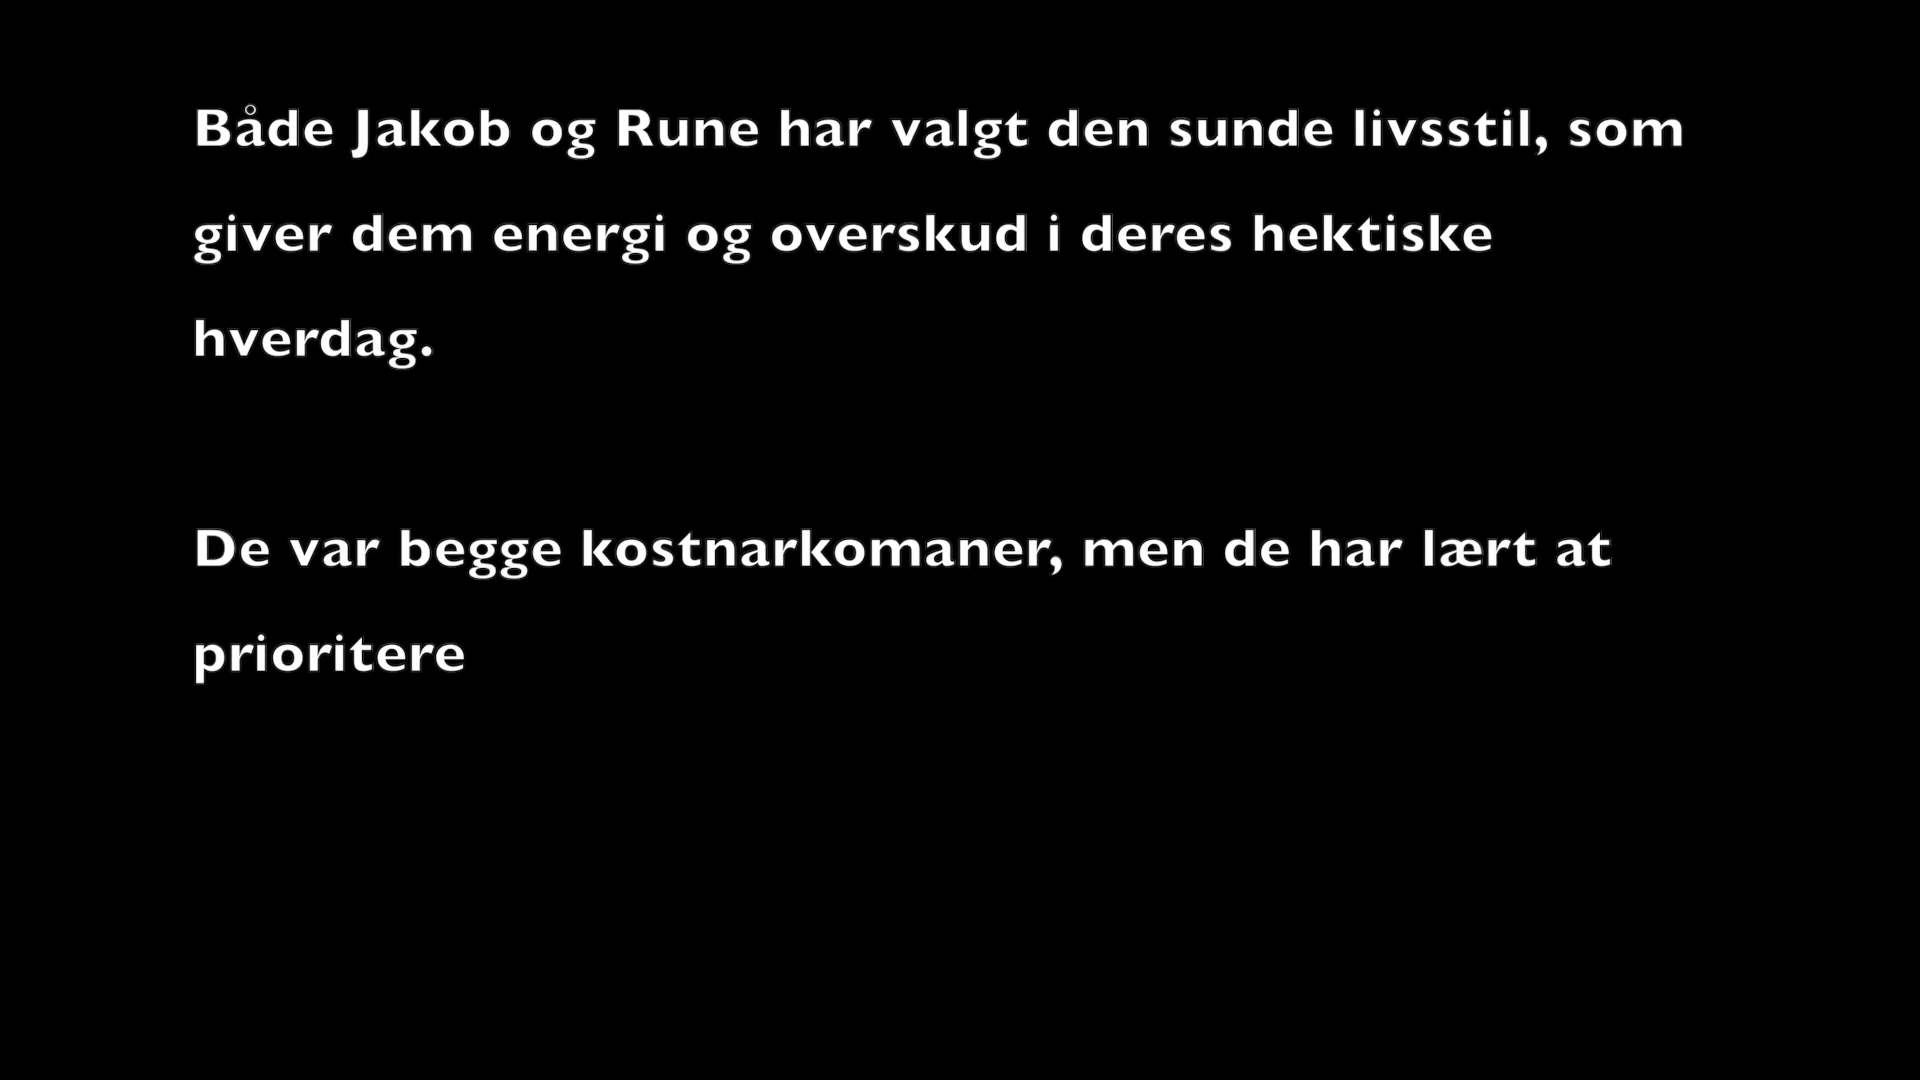 Både Jakob og Rune har valgt den sunde livsstil, som
giver dem energi og overskud i deres hektiske
hverdag.
De var begge kostnarkomaner, men de har lært at
prioritere